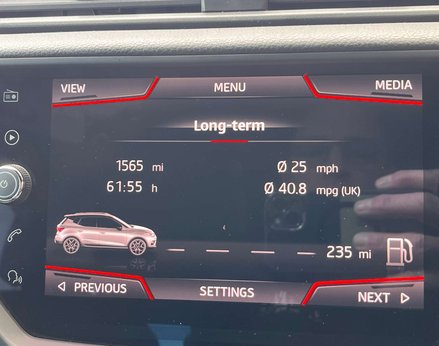 VIEW MENU MEDIA
Long-term
1565 mi Ø 25 mph
61:55 h Ø 40.8 mpg (UK)
235 mi
PREVIOUS SETTINGS NEXT